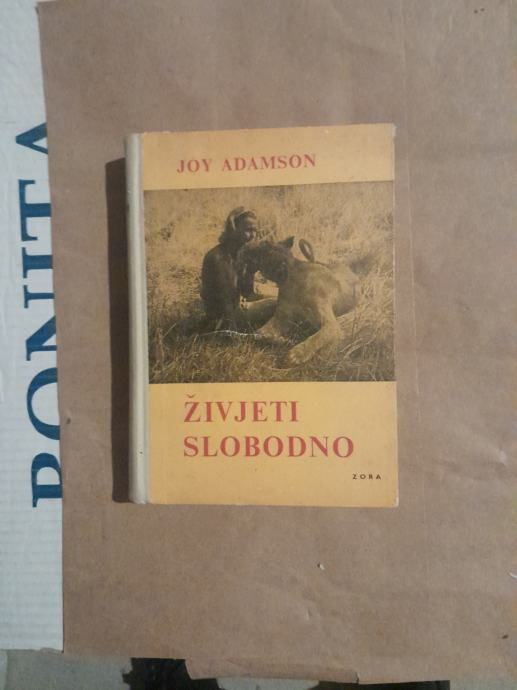 JOY ADAMSON
ŽIVJETI
SLOBODNO
ZORA
BONITA